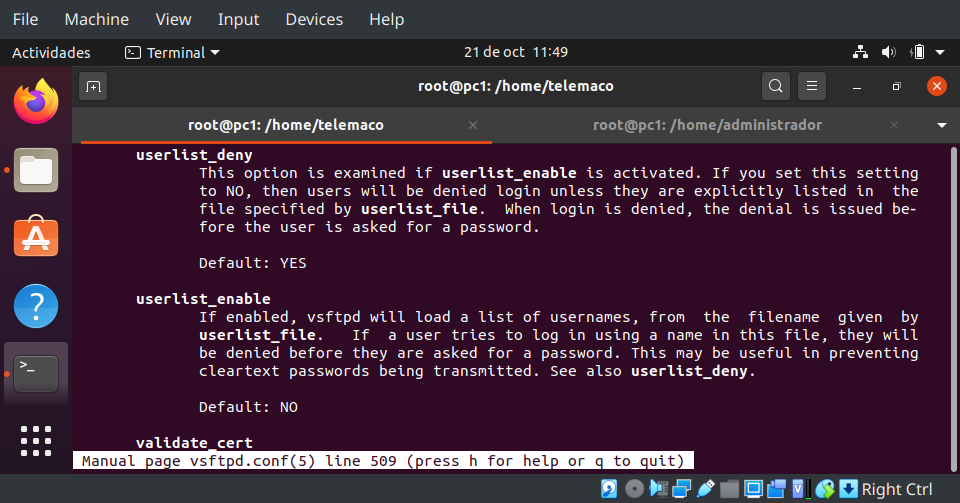 File Machine View Input Devices Help
Actividades Terminal 21 de oct 11:49
root@pc1: /home/telemaco
root@pc1: /home/telemaco root@pc1: /home/administrador
userlist_deny
This option is examined if userlist_enable is activated. If you set this setting
to NO, then users will be denied login unless they are explicitly listed in the
file specified by userlist_file. When login is denied, the denial is issued be-
fore the user is asked for a password.
Default: YES
userlist_enable
If enabled, vsftpd will load a list of usernames, from the filename given by
userlist_file. If a user tries to log in using a name in this file, they will
be denied before they are asked for a password. This may be useful in preventing
cleartext passwords being transmitted. See also userlist_deny.
Default: NO
validate_cert
Manual page vsftpd.conf(5) line 509 (press h for help or q to quit)
Right Ctrl